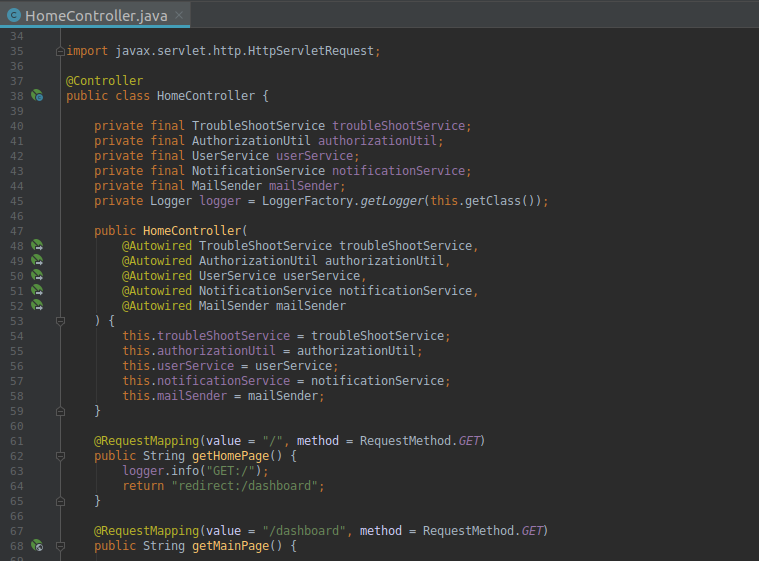 HomeController.java
34
35 import javax.servlet.http.HttpServletRequest;
36
37 @Controller
38 public class HomeController {
39
40 private final TroubleShootService troubleShootService;
41 private final AuthorizationUtil authorizationUtil;
42 private final UserService userService;
43 private final NotificationService notificationService;
44 private final MailSender mailSender;
45 private Logger logger = LoggerFactory.getLogger(this.getClass());
46
47 public HomeController(
48 @Autowired TroubleShootService troubleShootService,
49 @Autowired AuthorizationUtil authorizationUtil,
50 @Autowired UserService userService,
51 @Autowired NotificationService notificationService,
52 @Autowired MailSender mailSender
53 ) {
54 this.troubleShootService = troubleShootService;
55 this.authorizationUtil = authorizationUtil;
56 this.userService = userService;
57 this.notificationService = notificationService;
58 this.mailSender = mailSender;
59 }
60
61 @RequestMapping(value = "/", method = RequestMethod.GET)
62 public String getHomePage() {
63 logger.info("GET:/");
64 return "redirect:/dashboard";
65 }
66
67 @RequestMapping(value = "/dashboard", method = RequestMethod.GET)
68 public String getMainPage() {